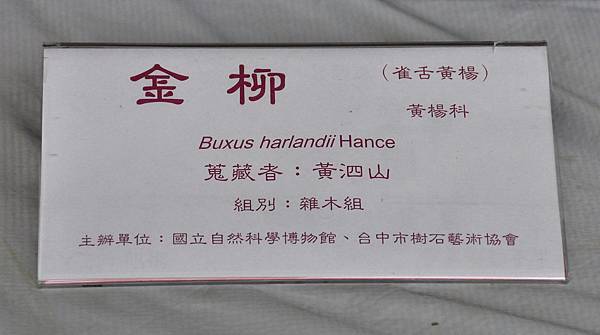 金柳 （雀舌黃楊）
黃楊科
Buxus harlandii Hance
蒐藏者：黃泗山
組別：雜木組
主辦單位：國立自然科學博物館、台中市樹石藝術協會